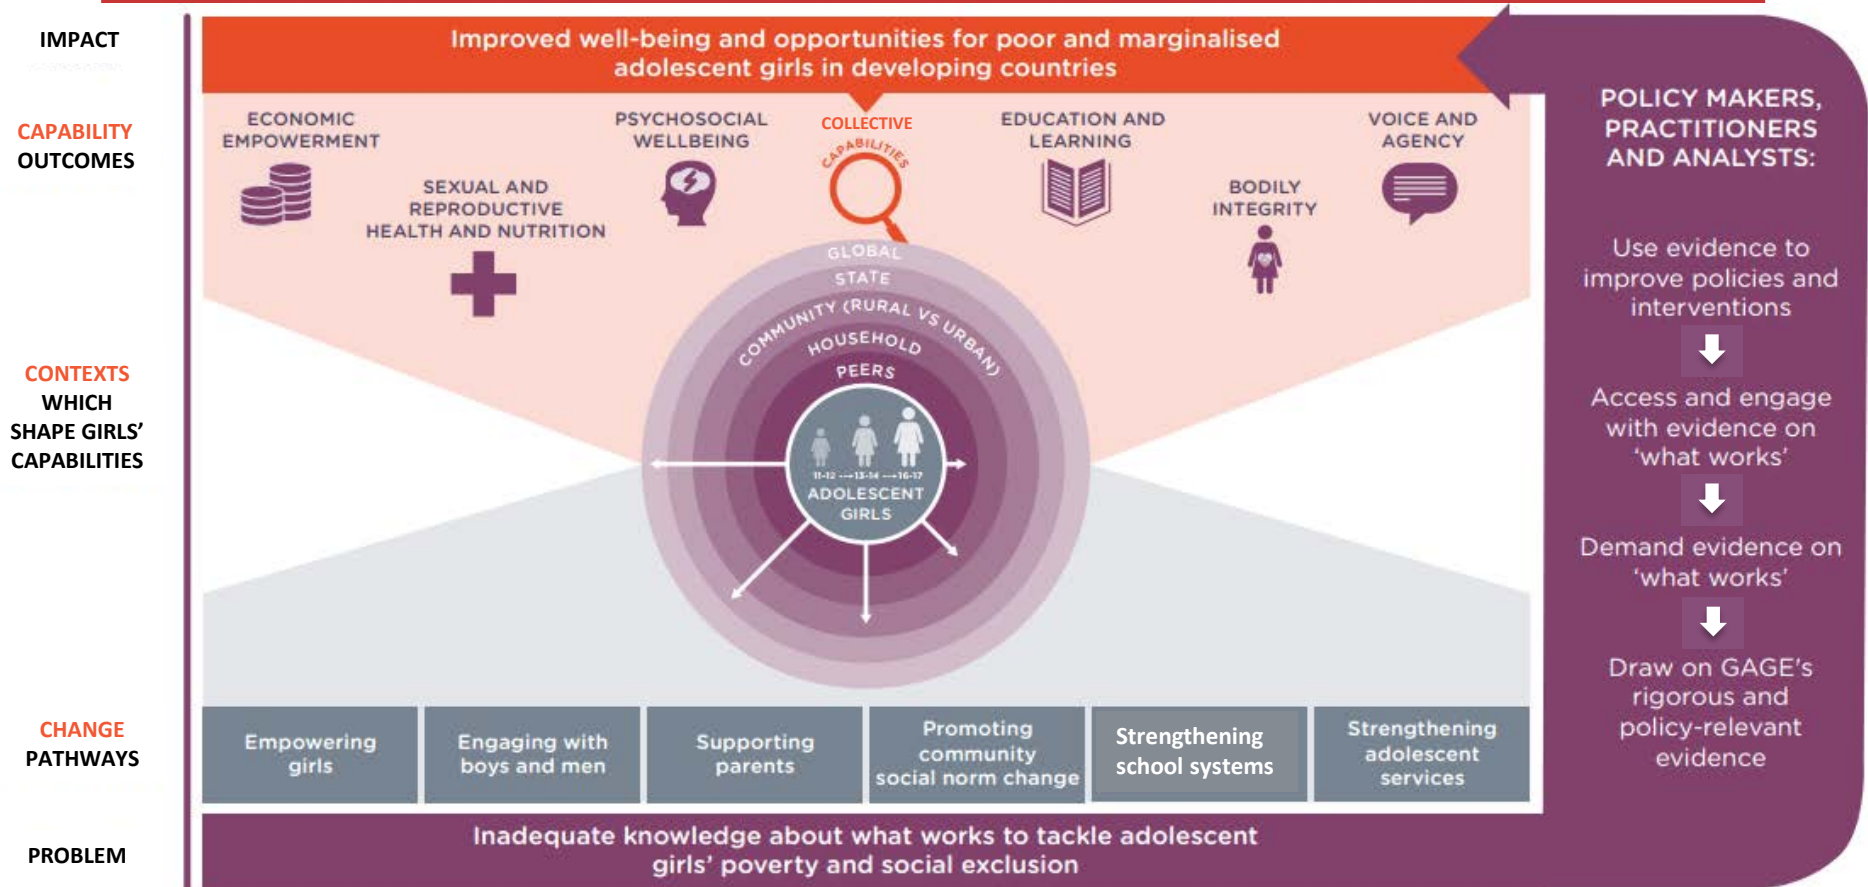 IMPACT
Improved well-being and opportunities for poor and marginalised
adolescent girls in developing countries
CAPABILITY
OUTCOMES
ECONOMIC
EMPOWERMENT
SEXUAL AND
REPRODUCTIVE
HEALTH AND NUTRITION
PSYCHOSOCIAL
WELLBEING
COLLECTIVE
CAPABILITIES
EDUCATION AND
LEARNING
BODILY
INTEGRITY
VOICE AND
AGENCY
CONTEXTS
WHICH
SHAPE GIRLS’
CAPABILITIES
GLOBAL
STATE
COMMUNITY (RURAL VS URBAN)
HOUSEHOLD
PEERS
11-12 --→ 13-14 --→ 16-17
ADOLESCENT
GIRLS
CHANGE
PATHWAYS
Empowering
girls
Engaging with
boys and men
Supporting
parents
Promoting
community
social norm change
Strengthening
school systems
Strengthening
adolescent
services
PROBLEM
Inadequate knowledge about what works to tackle adolescent
girls’ poverty and social exclusion
POLICY MAKERS,
PRACTITIONERS
AND ANALYSTS:
Use evidence to
improve policies and
interventions
Access and engage
with evidence on
‘what works’
Demand evidence on
‘what works’
Draw on GAGE's
rigorous and
policy-relevant
evidence